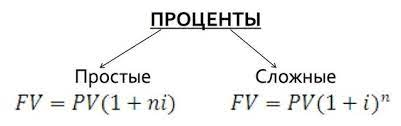 ПРОЦЕНТЫ
Простые Сложные
FV = PV(1 + ni) FV = PV(1 + i)ⁿ